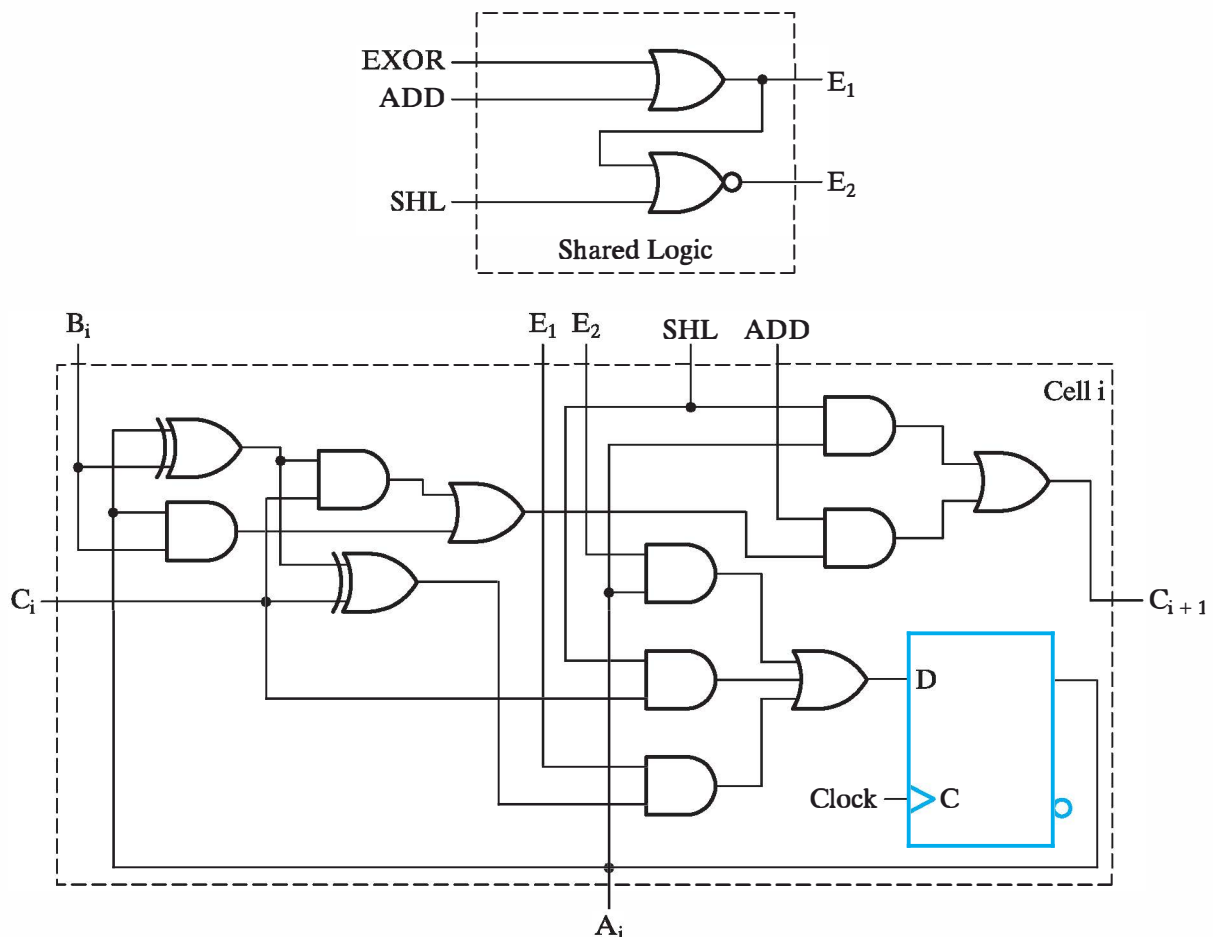 EXOR
ADD
E₁
SHL
E₂
Shared Logic
Bᵢ
E₁ E₂
SHL
ADD
Cell i
Cᵢ
Cᵢ ₊ ₁
D
Clock
C
Aᵢ